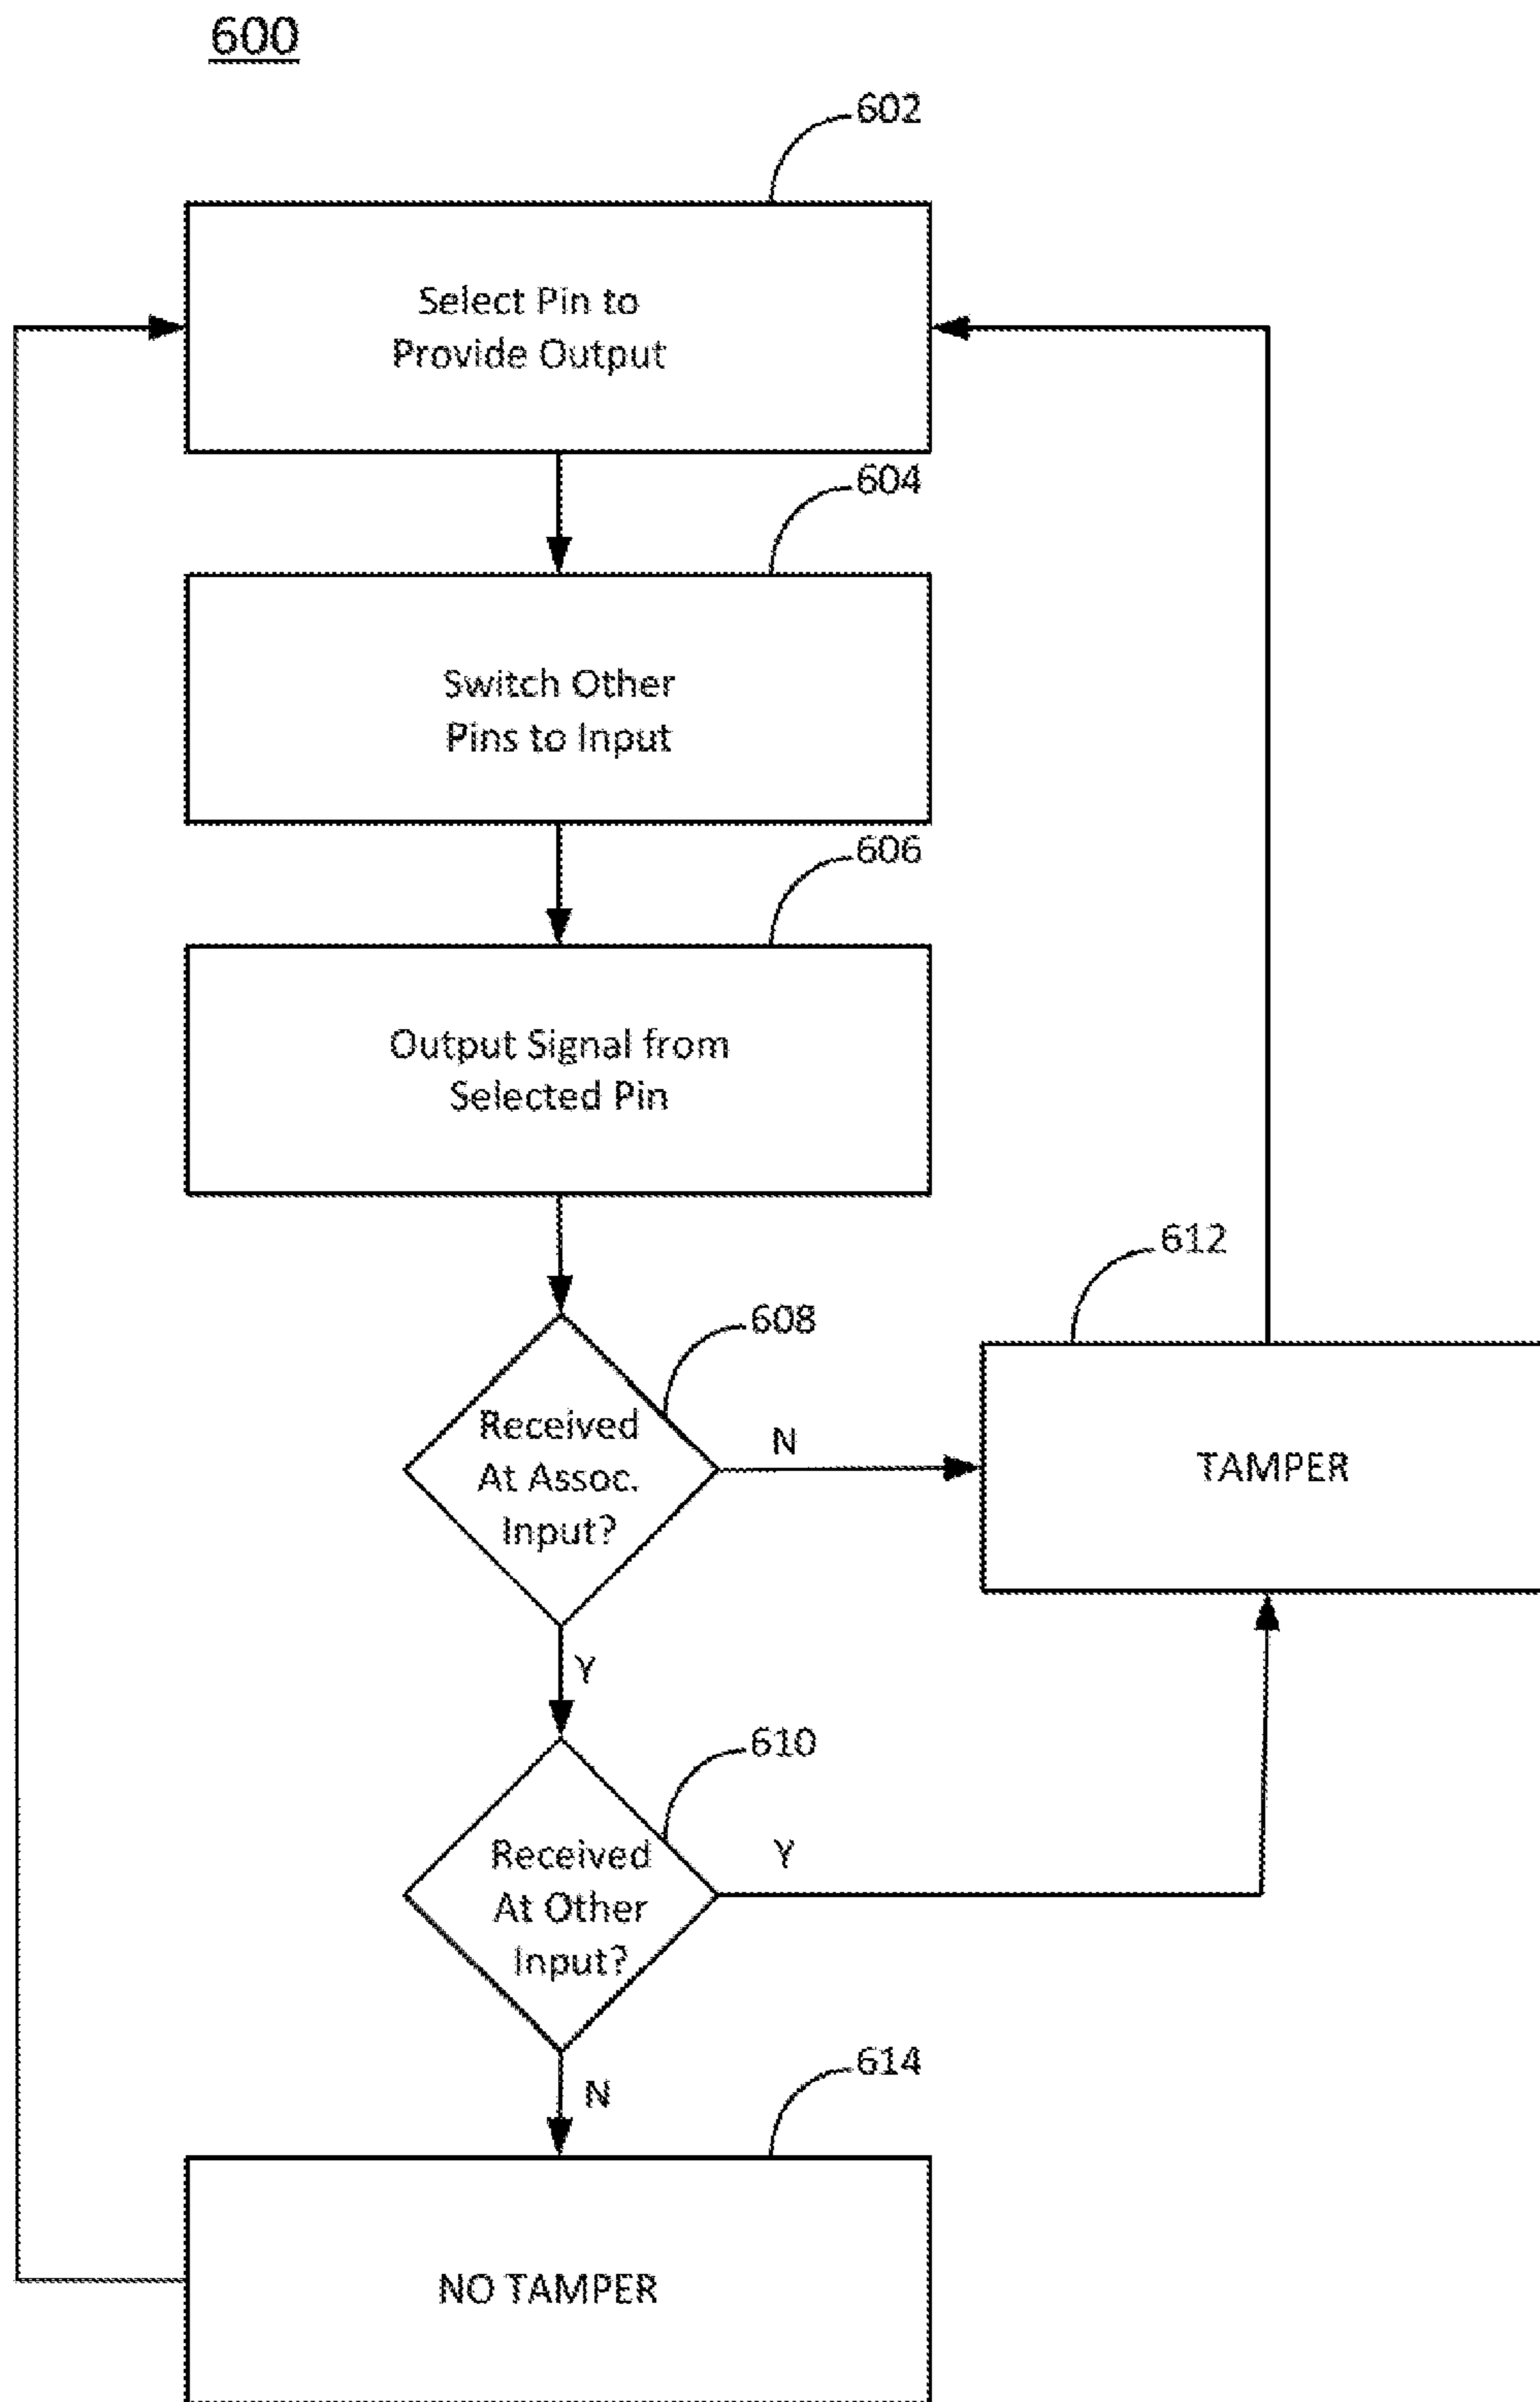 600
602
Select Pin to
Provide Output
604
Switch Other
Pins to Input
606
Output Signal from
Selected Pin
608
Received
At Assoc.
Input?
N
612
TAMPER
Y
610
Received
At Other
Input?
Y
N
614
NO TAMPER